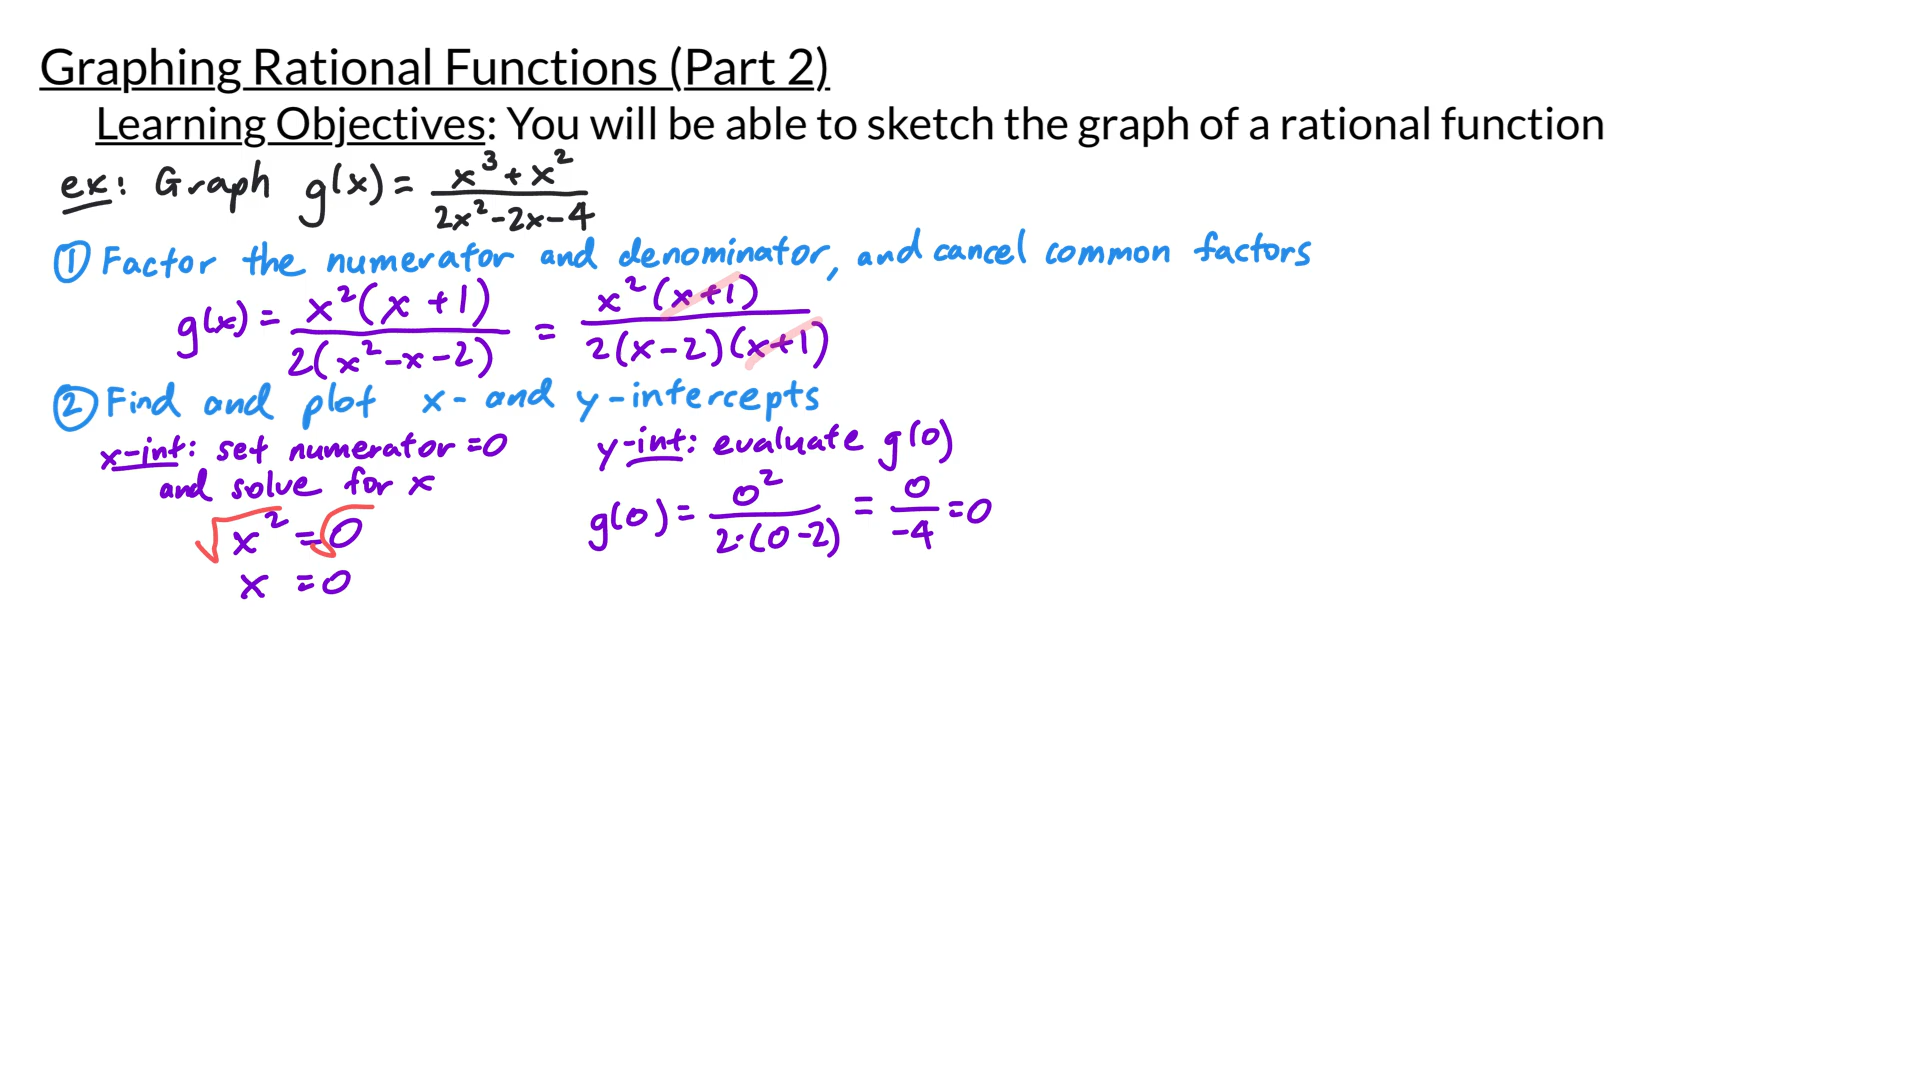 Graphing Rational Functions (Part 2)
Learning Objectives: You will be able to sketch the graph of a rational function
ex: Graph g(x) = (x³+x²)/(2x²-2x-4)
① Factor the numerator and denominator, and cancel common factors
g(x) = x²(x+1)/(2(x²-x-2)) = x²(x+1)/(2(x-2)(x+1))
② Find and plot x- and y-intercepts
x-int: set numerator =0
and solve for x
√x² = √0
x = 0
y-int: evaluate g(0)
g(0) = 0²/(2·(0-2)) = 0/-4 = 0